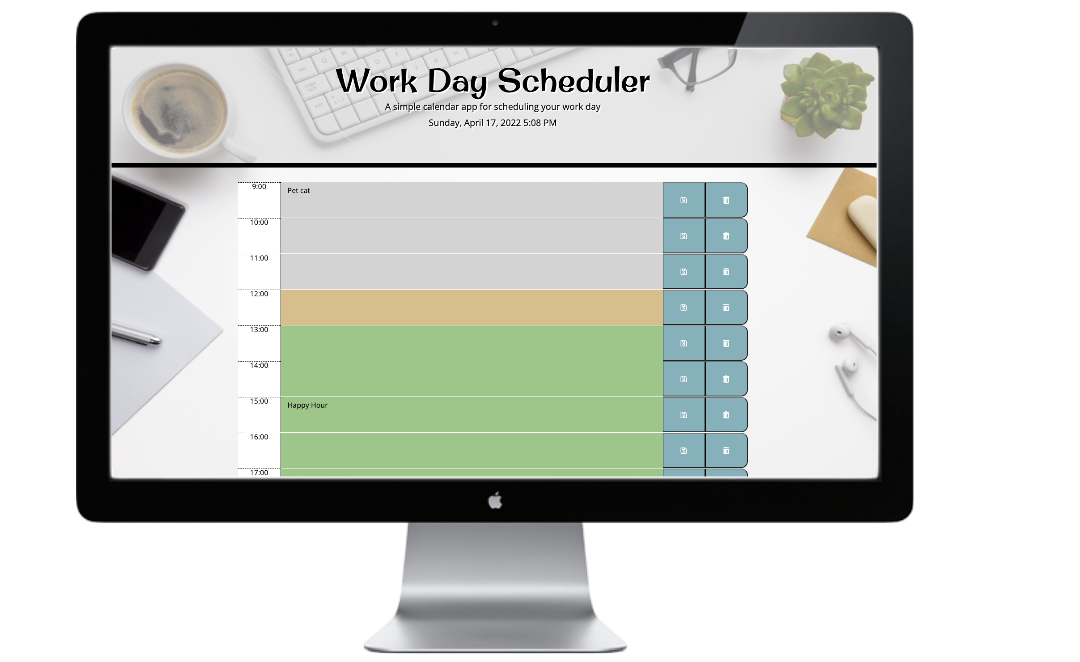 Work Day Scheduler
A simple calendar app for scheduling your work day
Sunday, April 17, 2022 5:08 PM
9:00 Pet cat
10:00
11:00
12:00
13:00
14:00
15:00 Happy Hour
16:00
17:00